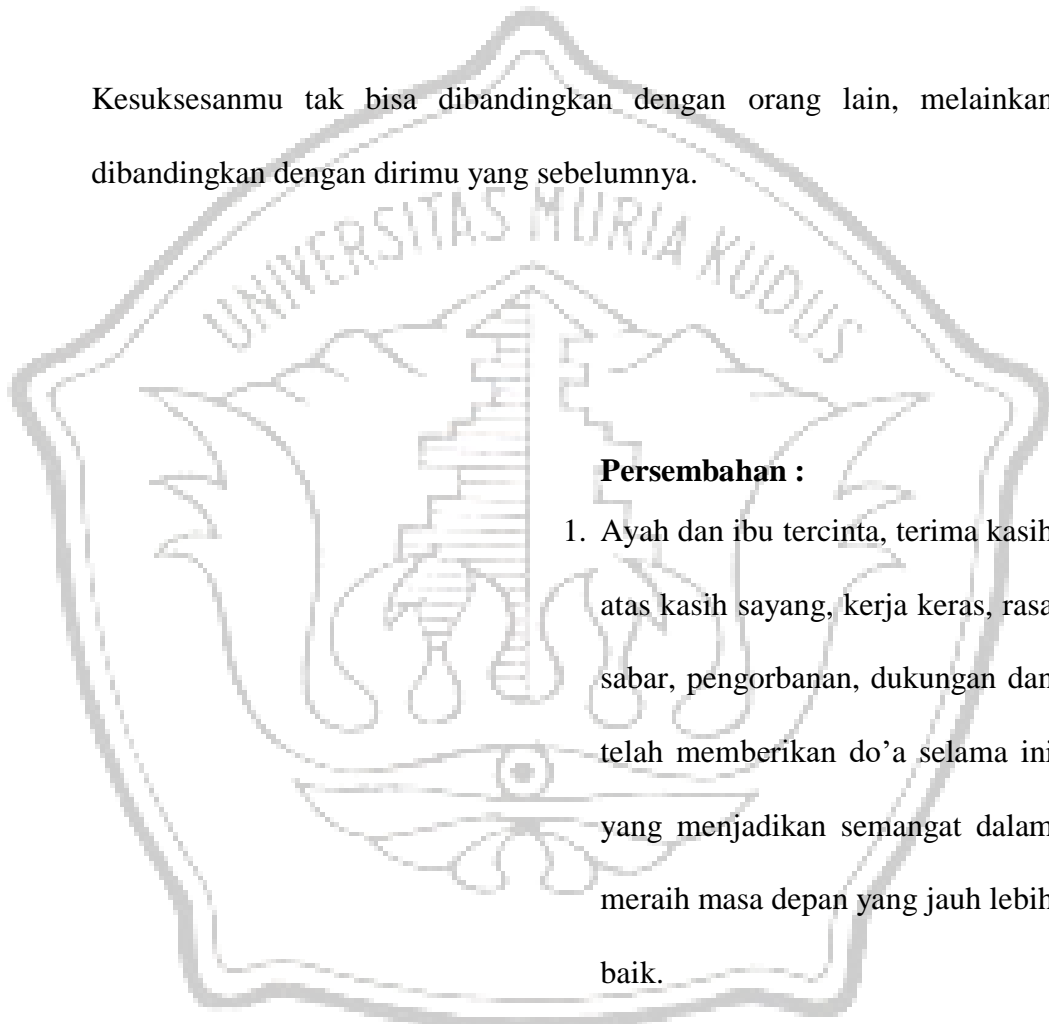 Kesuksesanmu tak bisa dibandingkan dengan orang lain, melainkan
dibandingkan dengan dirimu yang sebelumnya.
UNIVERSITAS MURIA KUDUS
Persembahan :
1. Ayah dan ibu tercinta, terima kasih
atas kasih sayang, kerja keras, rasa
sabar, pengorbanan, dukungan dan
telah memberikan do’a selama ini
yang menjadikan semangat dalam
meraih masa depan yang jauh lebih
baik.